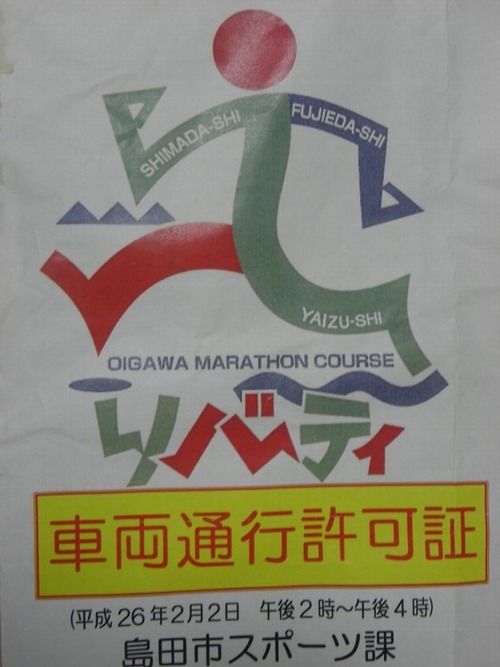 SHIMADA-SHI
FUJIEDA-SHI
YAIZU-SHI
OIGAWA MARATHON COURSE
リバティ
車両通行許可証
(平成26年2月2日 午後2時～午後4時)
島田市スポーツ課